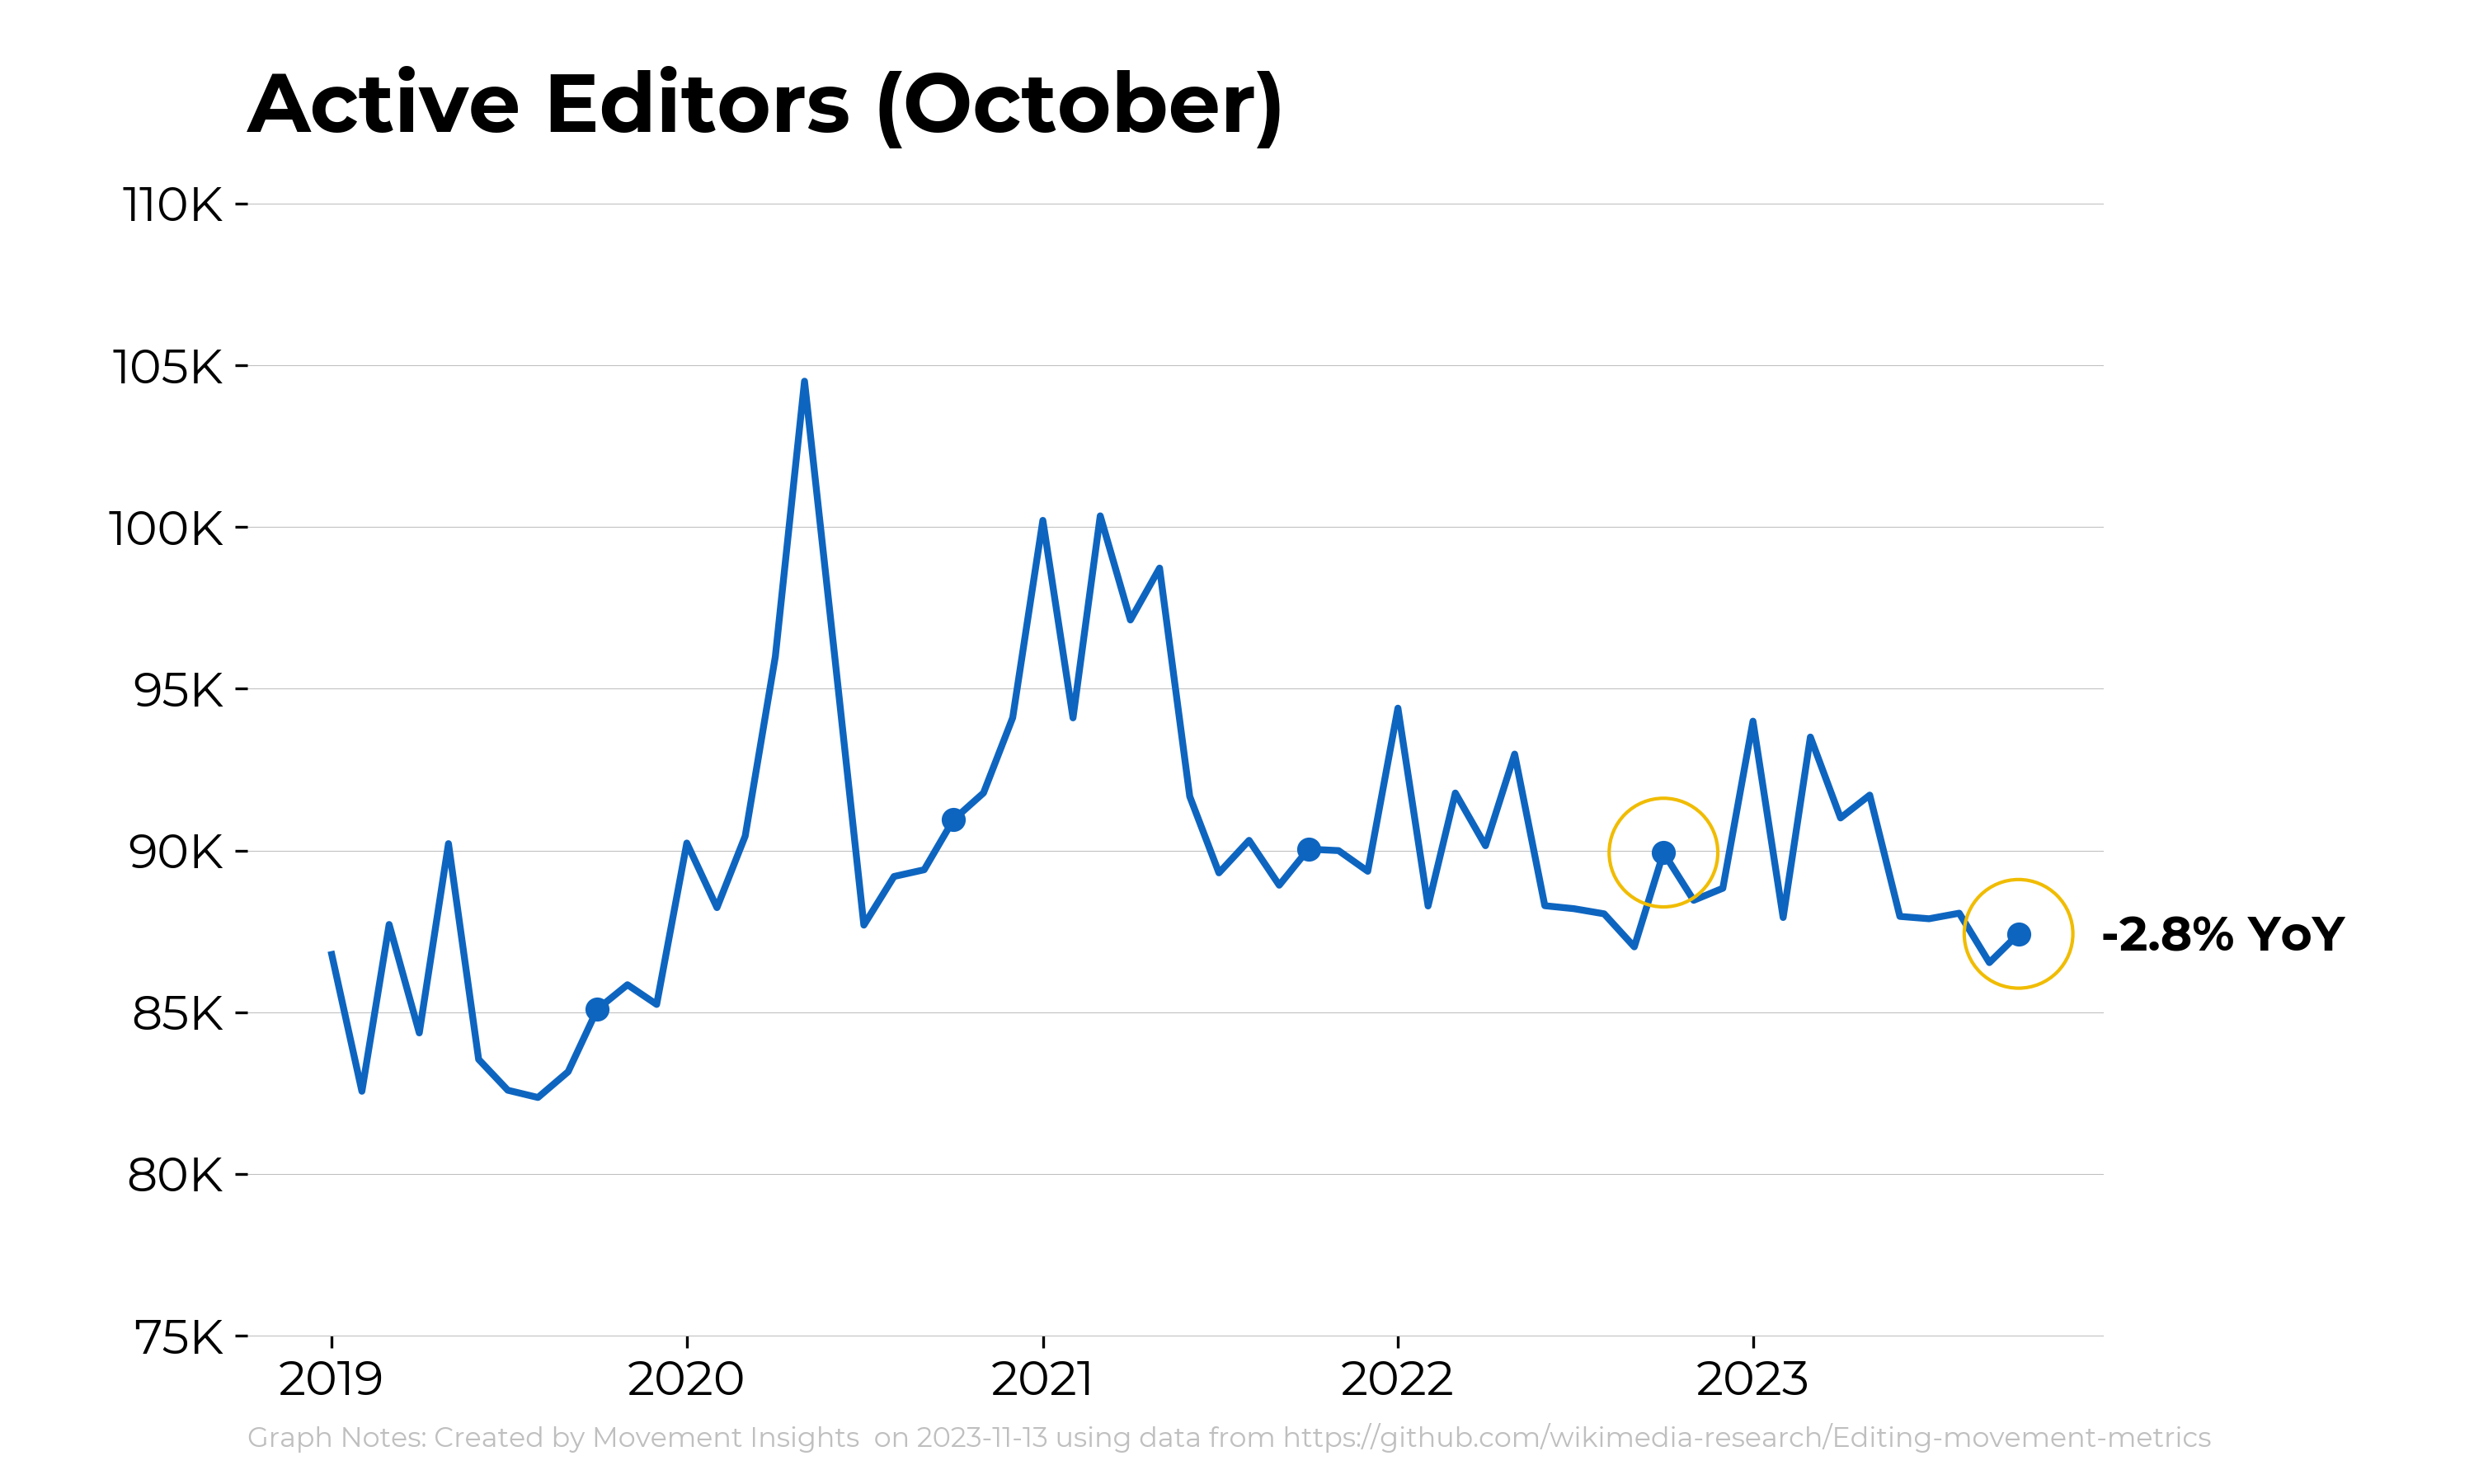 Active Editors (October)
110K
105K
100K
95K
90K
85K
80K
75K
-2.8% YoY
2019 2020 2021 2022 2023
Graph Notes: Created by Movement Insights  on 2023-11-13 using data from https://github.com/wikimedia-research/Editing-movement-metrics